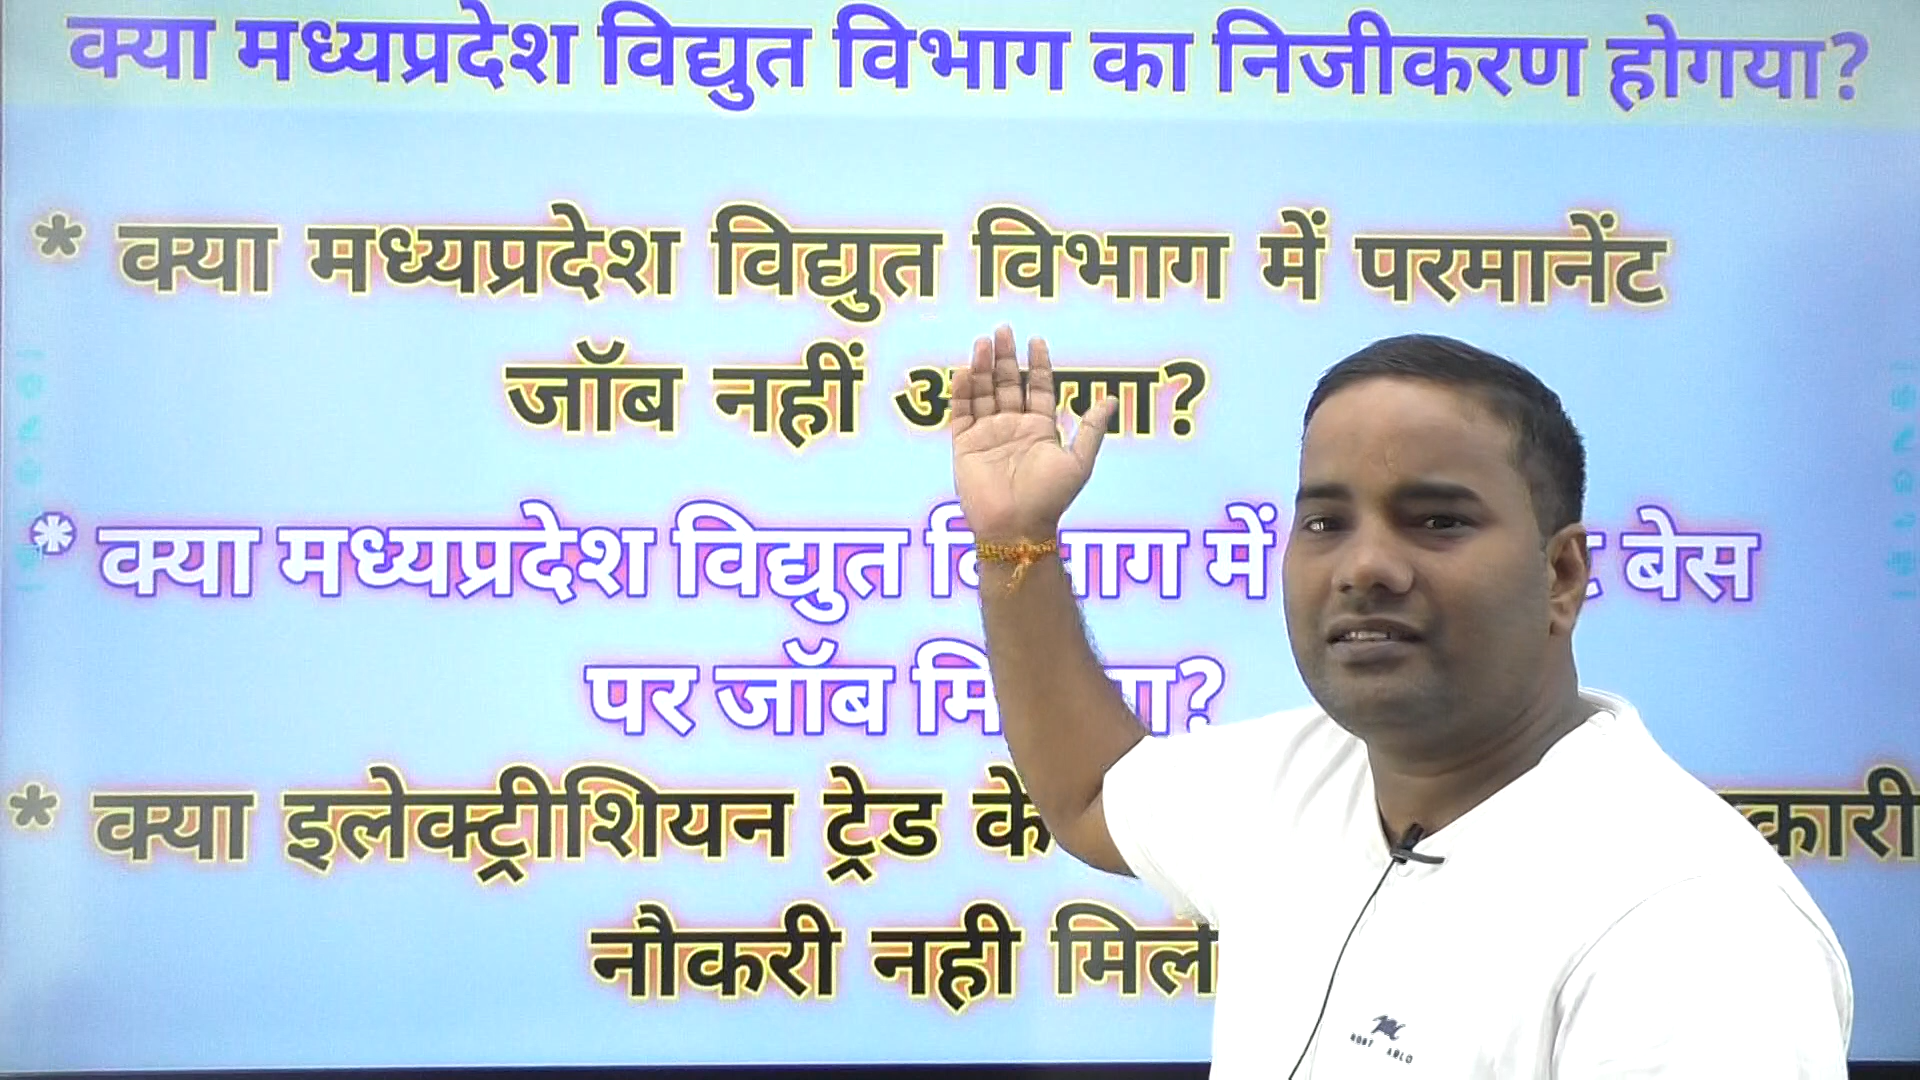 क्या मध्यप्रदेश विद्युत विभाग का निजीकरण होगया?
* क्या मध्यप्रदेश विद्युत विभाग में परमानेंट
जॉब नहीं
* क्या मध्यप्रदेश विद्युत में बेस
पर जॉब
* क्या इलेक्ट्रीशियन ट्रेड के
नौकरी नही